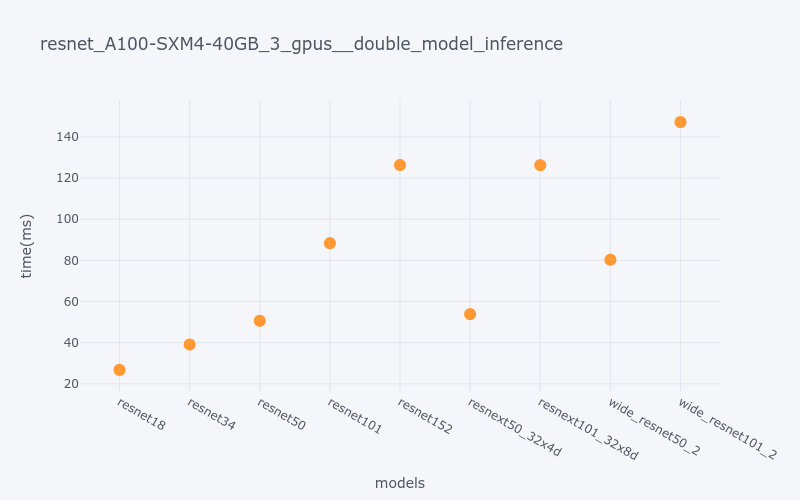 resnet_A100-SXM4-40GB_3_gpus__double_model_inference
time(ms)
140
120
100
80
60
40
20
resnet18
resnet34
resnet50
resnet101
resnet152
resnext50_32x4d
resnext101_32x8d
wide_resnet50_2
wide_resnet101_2
models